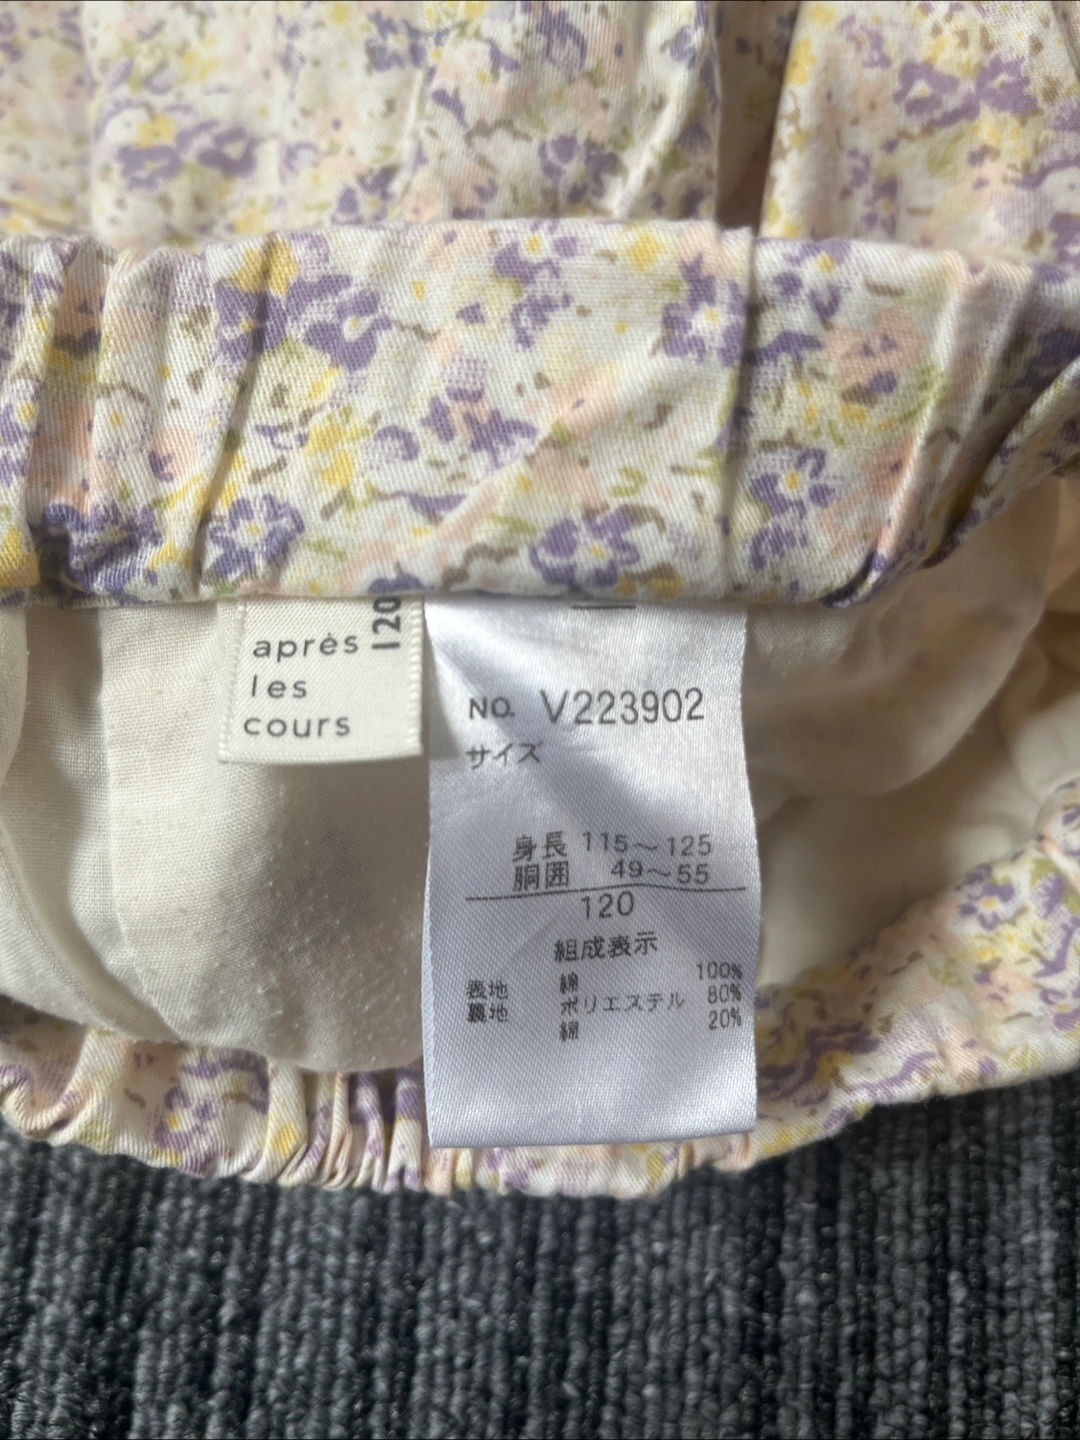 après
les
cours
120
NO. V223902
サイズ
身長 115～125
胴囲 49～55
120
組成表示
表地 綿 100%
裏地 ポリエステル 80%
綿 20%